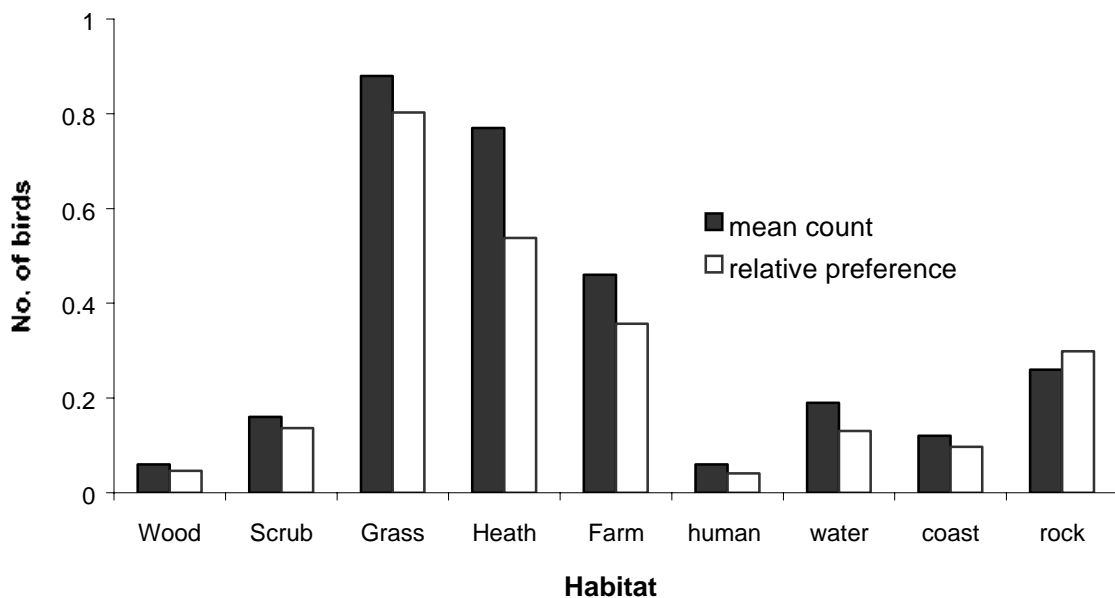 1
0.8
0.6
0.4
0.2
0
No. of birds
mean count
relative preference
Wood Scrub Grass Heath Farm human water coast rock
Habitat